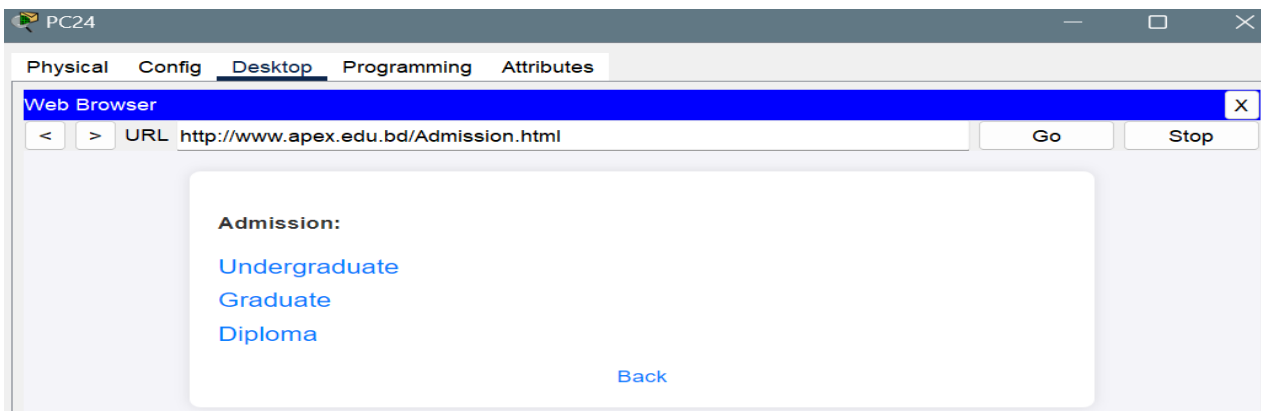 PC24
Physical Config Desktop Programming Attributes
Web Browser X
< > URL http://www.apex.edu.bd/Admission.html Go Stop
Admission:
Undergraduate
Graduate
Diploma
Back